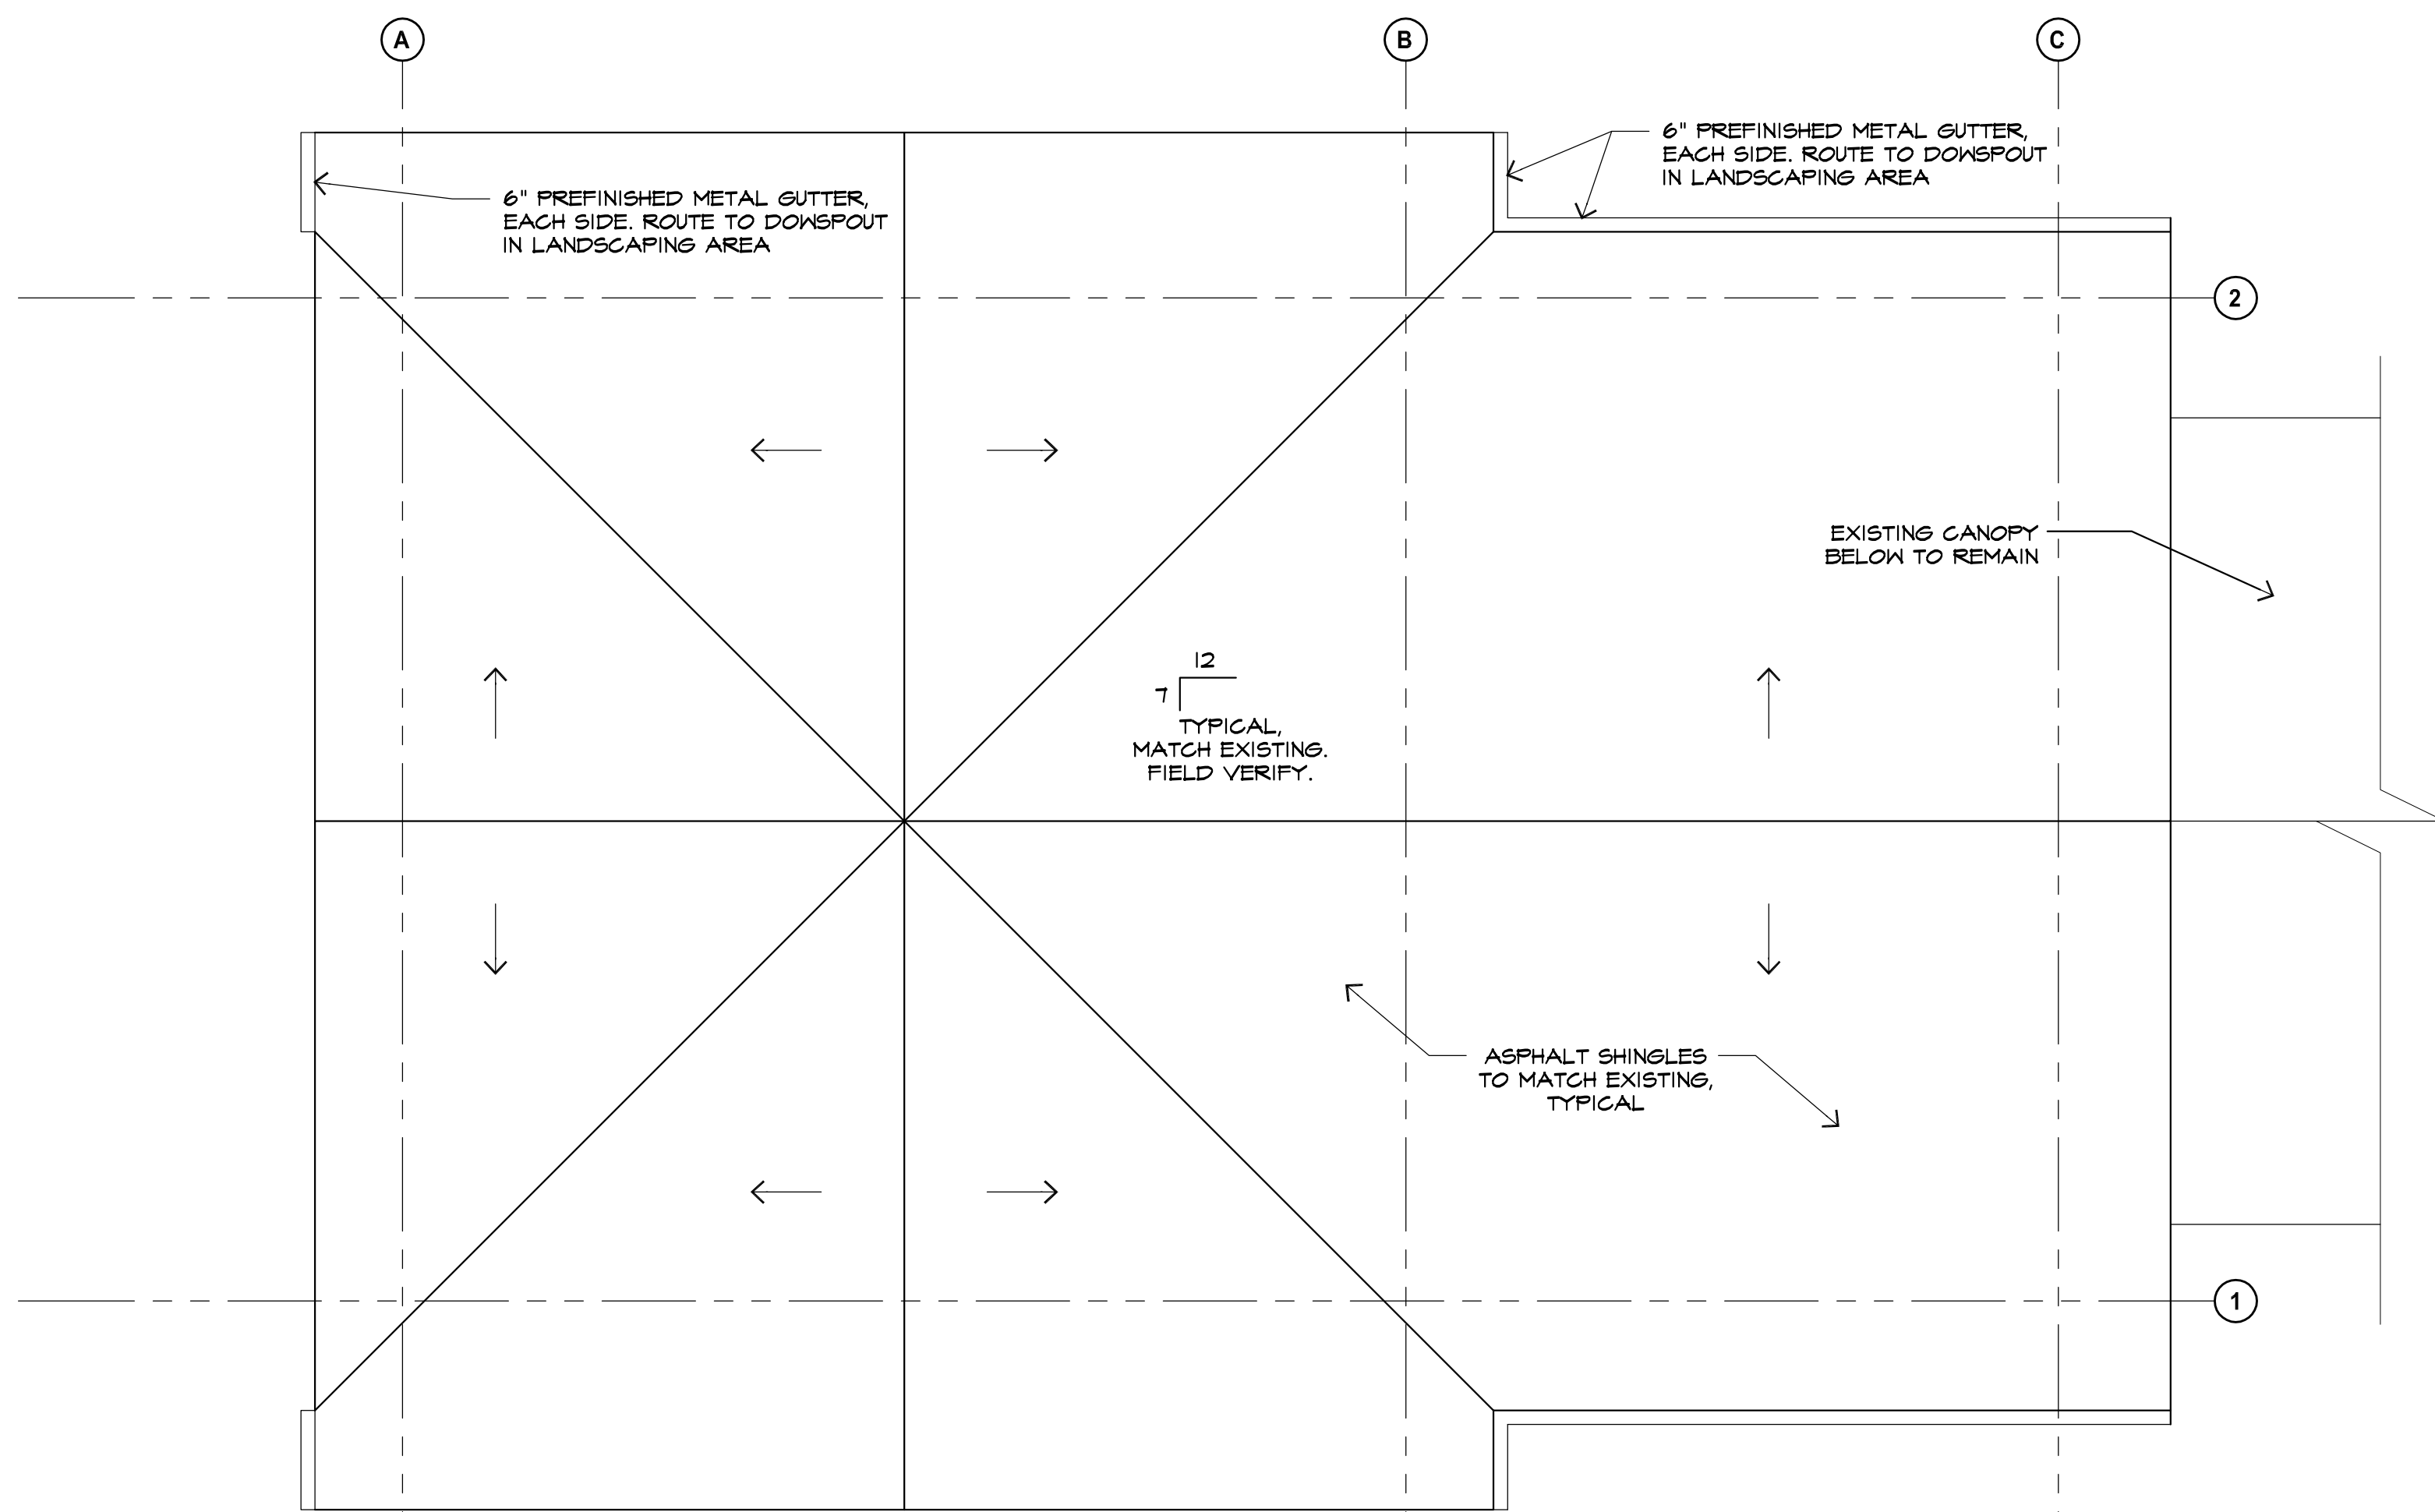 A
B
C
6" PREFINISHED METAL GUTTER,
EACH SIDE. ROUTE TO DOWSPOUT
IN LANDSCAPING AREA
6" PREFINISHED METAL GUTTER,
EACH SIDE. ROUTE TO DOWSPOUT
IN LANDSCAPING AREA
2
EXISTING CANOPY
BELOW TO REMAIN
12
7
TYPICAL,
MATCH EXISTING.
FIELD VERIFY.
ASPHALT SHINGLES
TO MATCH EXISTING,
TYPICAL
1